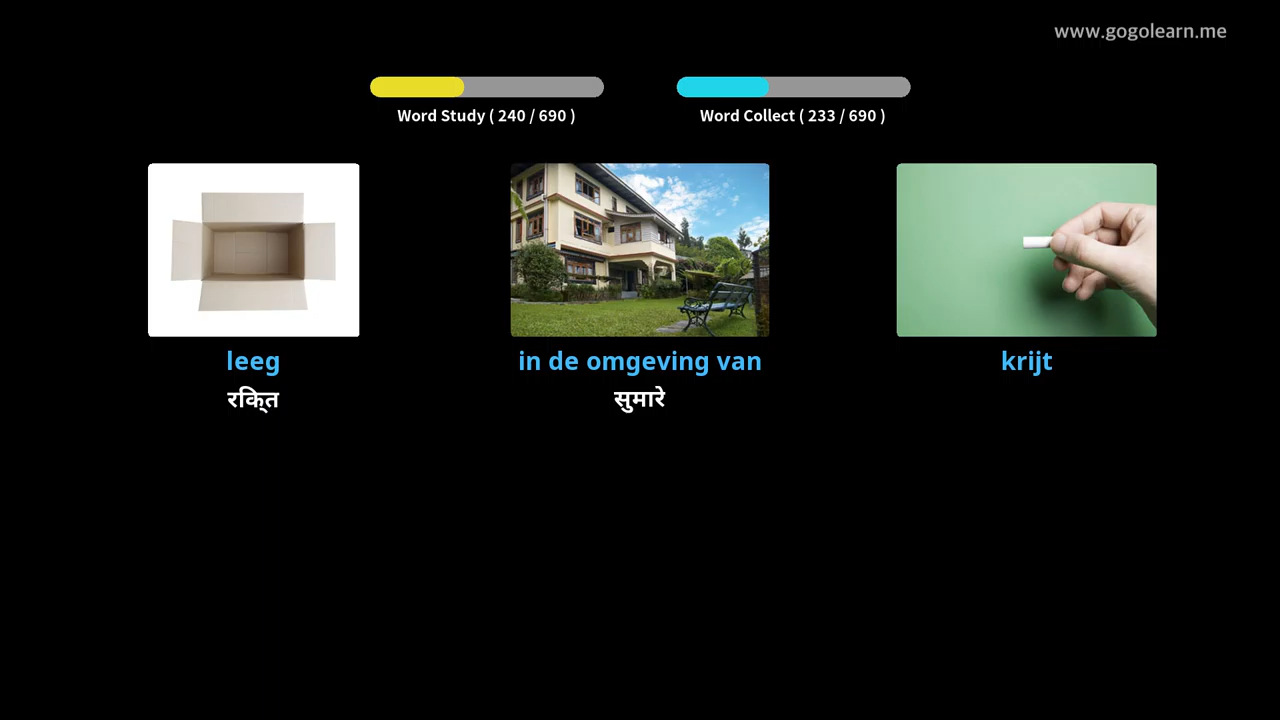 www.gogolearn.me
Word Study ( 240 / 690 )
Word Collect ( 233 / 690 )
leeg
in de omgeving van
krijt
रिक्त
सुमारे